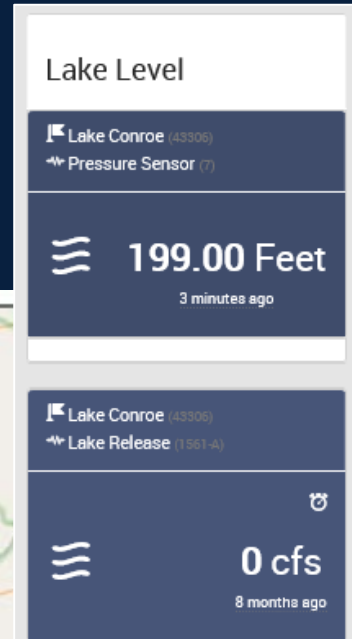 Lake Level
Lake Conroe (43306)
Pressure Sensor (7)
199.00 Feet
3 minutes ago
Lake Conroe (43306)
Lake Release (1561-A)
0 cfs
8 months ago